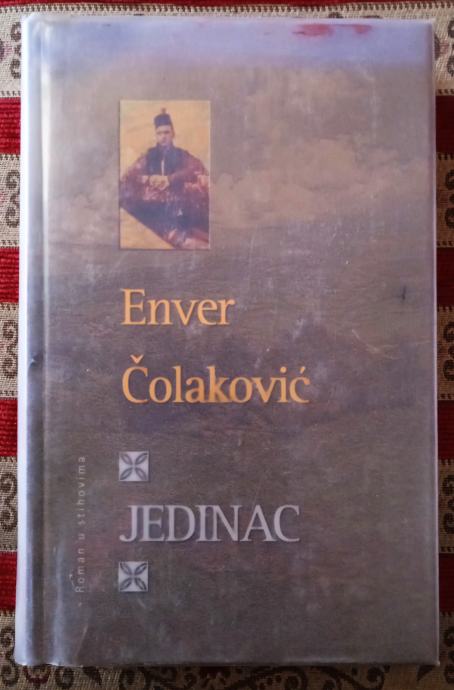 Enver
Čolaković
JEDINAC
Roman u stihovima